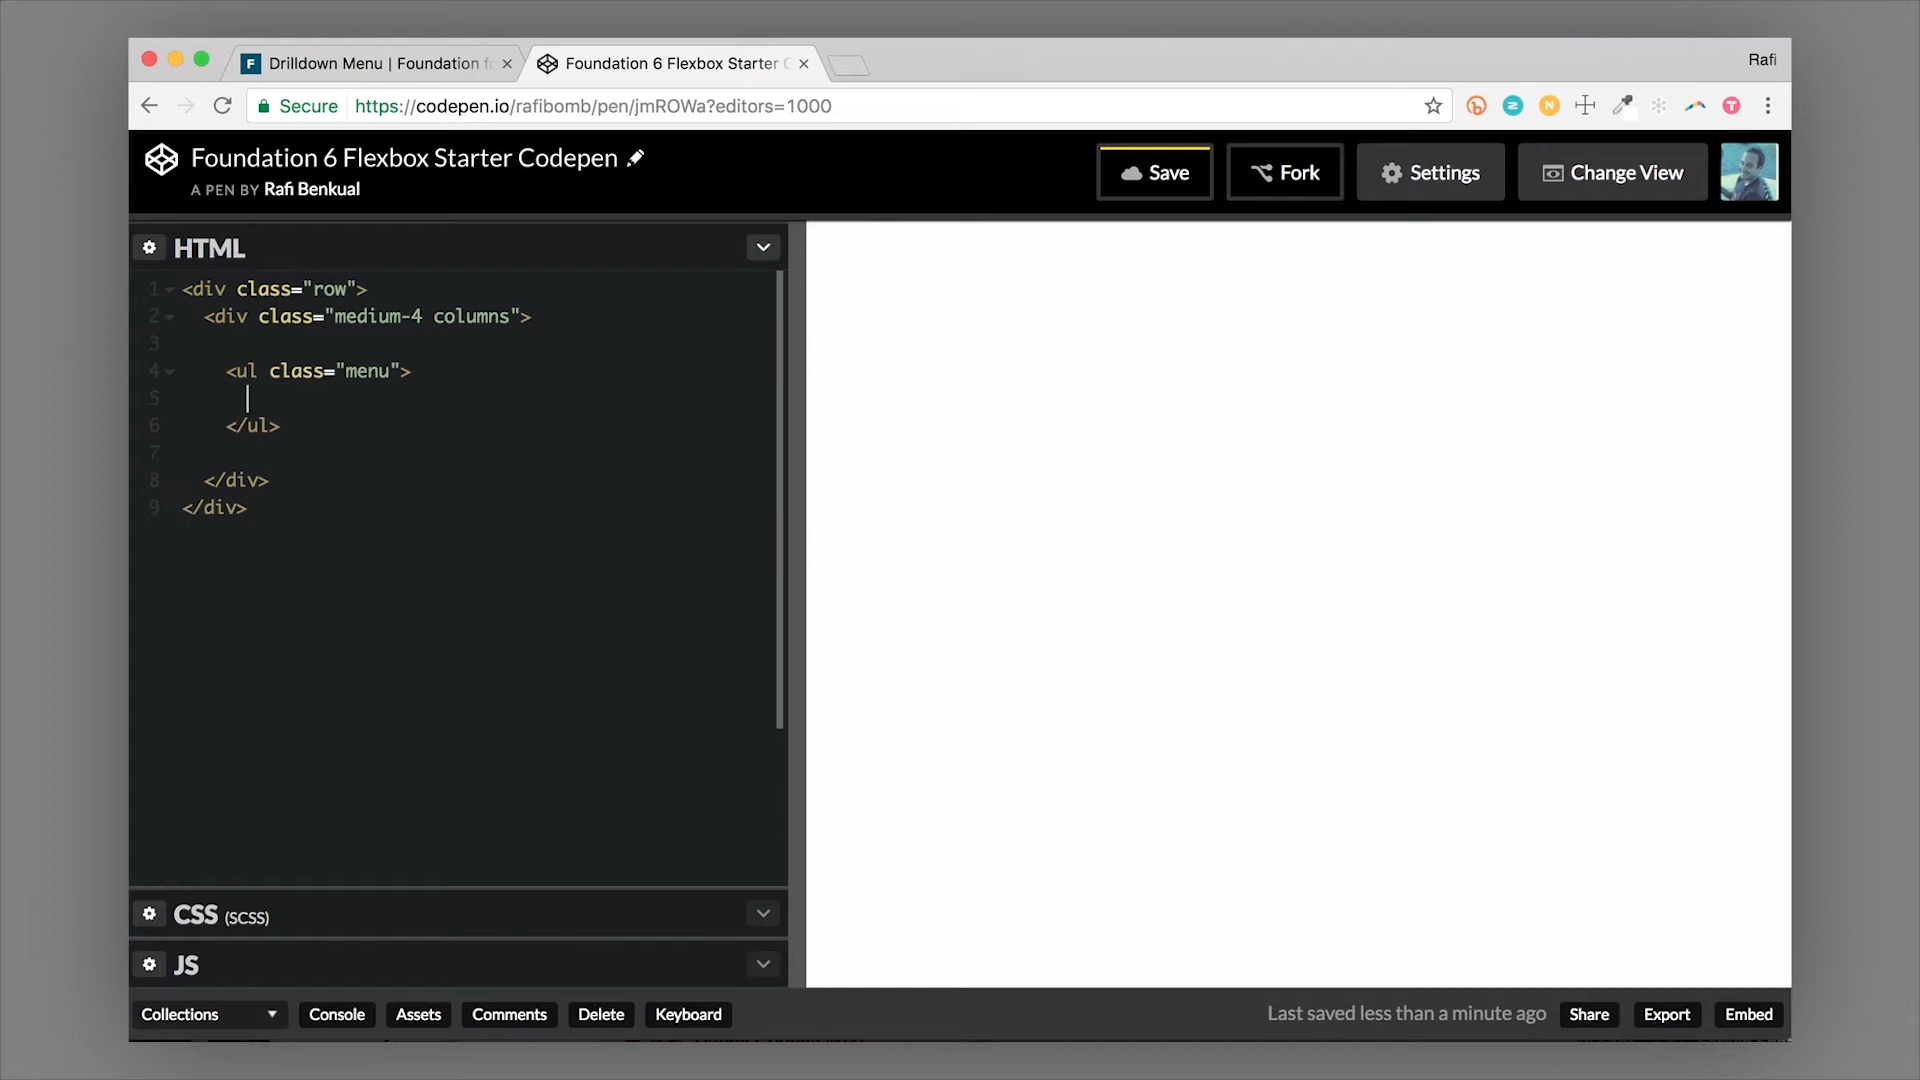 Rafi
F Drilldown Menu | Foundation fo
Foundation 6 Flexbox Starter C
Secure https://codepen.io/rafibomb/pen/jmROWa?editors=1000
Foundation 6 Flexbox Starter Codepen
A PEN BY Rafi Benkual
Save
Fork
Settings
Change View
HTML
1 <div class="row">
2 <div class="medium-4 columns">
3
4 <ul class="menu">
5
6 </ul>
7
8 </div>
9 </div>
CSS (SCSS)
JS
Collections
Console
Assets
Comments
Delete
Keyboard
Last saved less than a minute ago
Share
Export
Embed